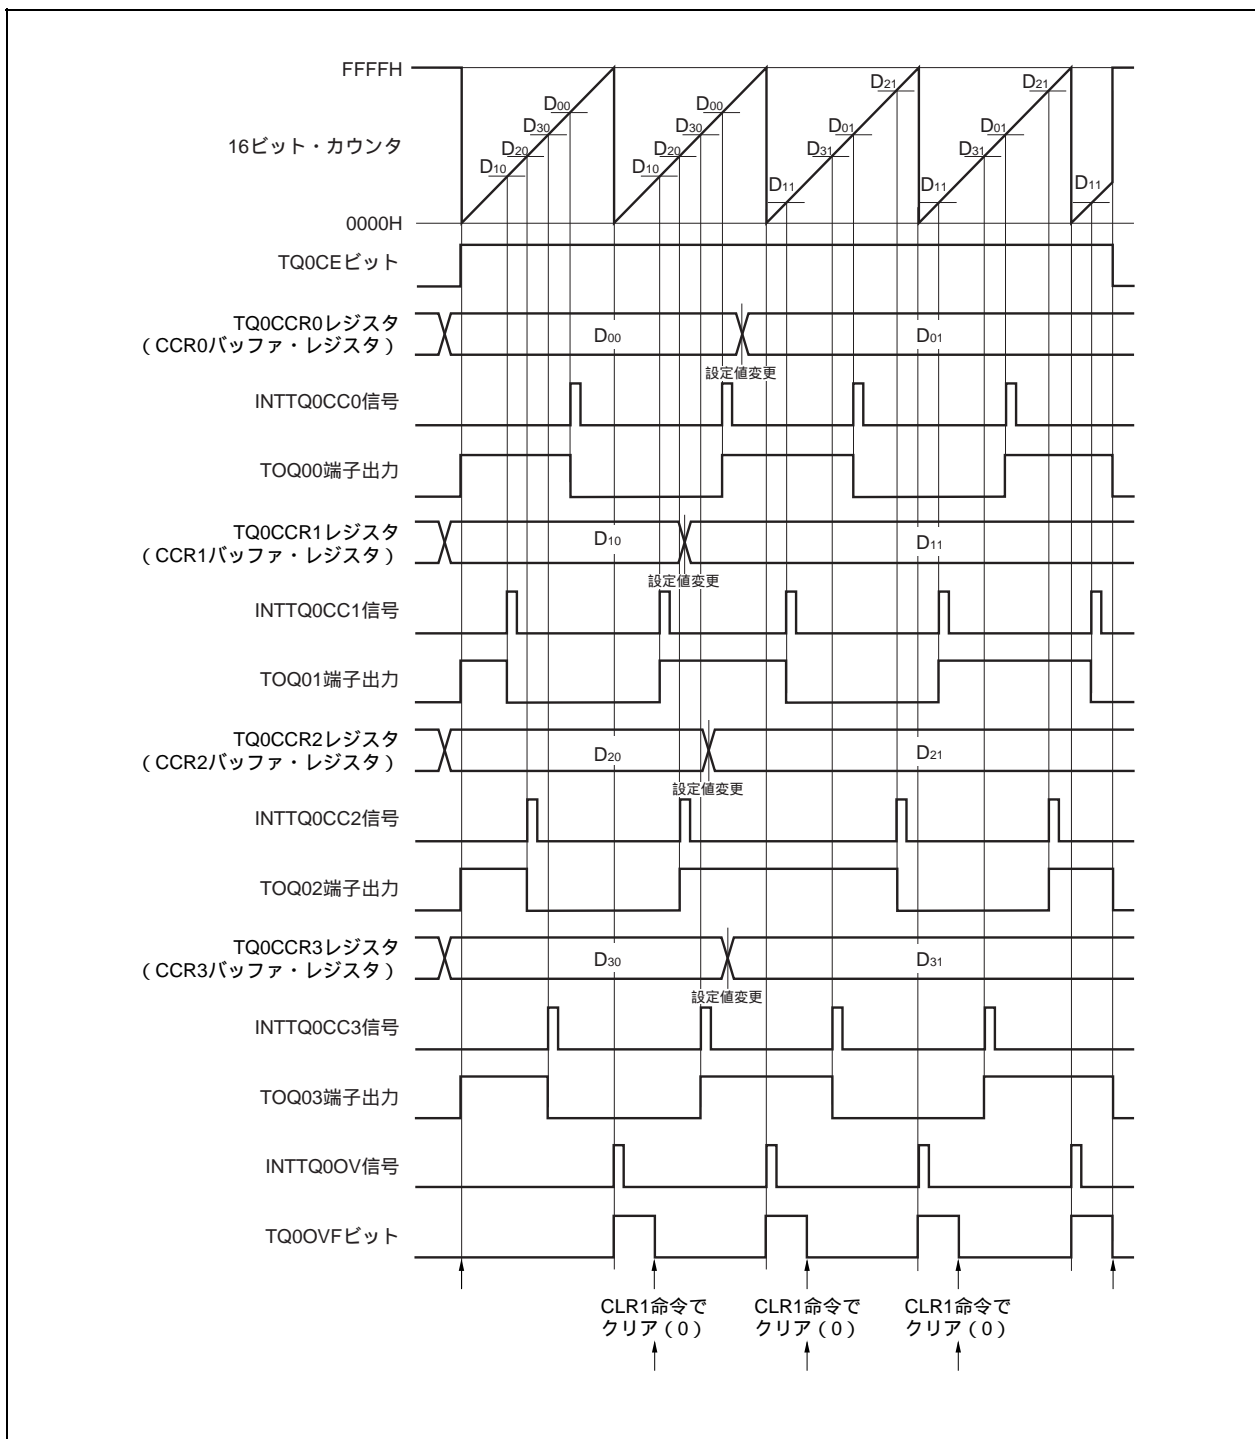 FFFFH
16ビット・カウンタ
0000H
D10 D20 D30 D00 D10 D20 D30 D00 D11 D31 D01 D21 D11 D31 D01 D21 D11
TQ0CEビット
TQ0CCR0レジスタ
(CCR0バッファ・レジスタ)
D00 D01
設定値変更
INTTQ0CC0信号
TOQ00端子出力
TQ0CCR1レジスタ
(CCR1バッファ・レジスタ)
D10 D11
設定値変更
INTTQ0CC1信号
TOQ01端子出力
TQ0CCR2レジスタ
(CCR2バッファ・レジスタ)
D20 D21
設定値変更
INTTQ0CC2信号
TOQ02端子出力
TQ0CCR3レジスタ
(CCR3バッファ・レジスタ)
D30 D31
設定値変更
INTTQ0CC3信号
TOQ03端子出力
INTTQ0OV信号
TQ0OVFビット
CLR1命令で
クリア(0)
CLR1命令で
クリア(0)
CLR1命令で
クリア(0)